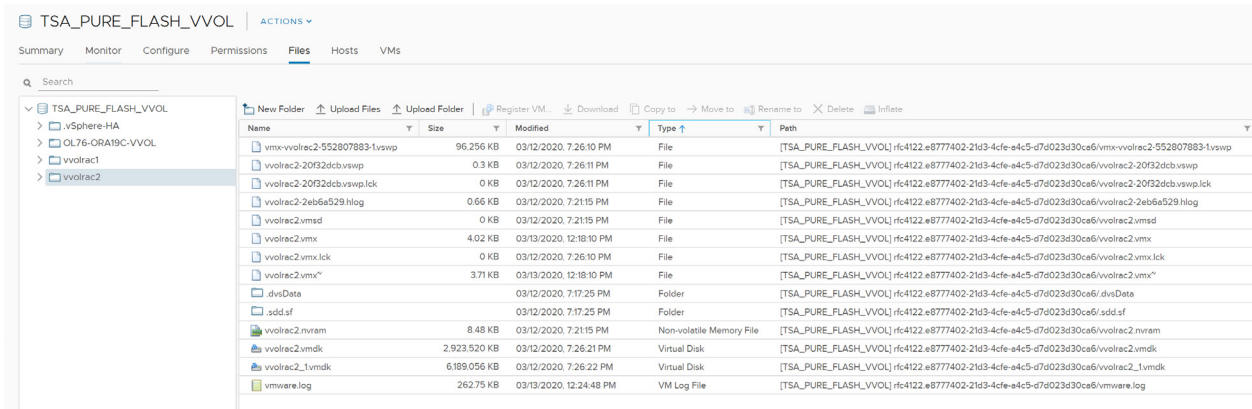 TSA_PURE_FLASH_VVOL ACTIONS
Summary Monitor Configure Permissions Files Hosts VMs
Search
TSA_PURE_FLASH_VVOL
.vSphere-HA
OL76-ORA19C-VVOL
vvolrac1
vvolrac2
New Folder Upload Files Upload Folder Register VM... Download Copy to Move to Rename to Delete Inflate
Name Size Modified Type Path
vmx-vvolrac2-552807883-1.vswp 96,256 KB 03/12/2020, 7:26:10 PM File [TSA_PURE_FLASH_VVOL] rfc4122.e8777402-21d3-4cfe-a4c5-d7d023d30ca6/vmx-vvolrac2-552807883-1.vswp
vvolrac2-20f32dcb.vswp 0.3 KB 03/12/2020, 7:26:11 PM File [TSA_PURE_FLASH_VVOL] rfc4122.e8777402-21d3-4cfe-a4c5-d7d023d30ca6/vvolrac2-20f32dcb.vswp
vvolrac2-20f32dcb.vswp.lck 0 KB 03/12/2020, 7:26:11 PM File [TSA_PURE_FLASH_VVOL] rfc4122.e8777402-21d3-4cfe-a4c5-d7d023d30ca6/vvolrac2-20f32dcb.vswp.lck
vvolrac2-2eb6a529.hlog 0.66 KB 03/12/2020, 7:21:15 PM File [TSA_PURE_FLASH_VVOL] rfc4122.e8777402-21d3-4cfe-a4c5-d7d023d30ca6/vvolrac2-2eb6a529.hlog
vvolrac2.vmsd 0 KB 03/12/2020, 7:21:15 PM File [TSA_PURE_FLASH_VVOL] rfc4122.e8777402-21d3-4cfe-a4c5-d7d023d30ca6/vvolrac2.vmsd
vvolrac2.vmx 4.02 KB 03/13/2020, 12:18:10 PM File [TSA_PURE_FLASH_VVOL] rfc4122.e8777402-21d3-4cfe-a4c5-d7d023d30ca6/vvolrac2.vmx
vvolrac2.vmx.lck 0 KB 03/12/2020, 7:26:10 PM File [TSA_PURE_FLASH_VVOL] rfc4122.e8777402-21d3-4cfe-a4c5-d7d023d30ca6/vvolrac2.vmx.lck
vvolrac2.vmx~ 3.71 KB 03/13/2020, 12:18:10 PM File [TSA_PURE_FLASH_VVOL] rfc4122.e8777402-21d3-4cfe-a4c5-d7d023d30ca6/vvolrac2.vmx~
.dvsData 03/12/2020, 7:17:25 PM Folder [TSA_PURE_FLASH_VVOL] rfc4122.e8777402-21d3-4cfe-a4c5-d7d023d30ca6/.dvsData
.sdd.sf 03/12/2020, 7:17:25 PM Folder [TSA_PURE_FLASH_VVOL] rfc4122.e8777402-21d3-4cfe-a4c5-d7d023d30ca6/.sdd.sf
vvolrac2.nvram 8.48 KB 03/12/2020, 7:21:15 PM Non-volatile Memory File [TSA_PURE_FLASH_VVOL] rfc4122.e8777402-21d3-4cfe-a4c5-d7d023d30ca6/vvolrac2.nvram
vvolrac2.vmdk 2,923,520 KB 03/12/2020, 7:26:21 PM Virtual Disk [TSA_PURE_FLASH_VVOL] rfc4122.e8777402-21d3-4cfe-a4c5-d7d023d30ca6/vvolrac2.vmdk
vvolrac2_1.vmdk 6,189,056 KB 03/12/2020, 7:26:22 PM Virtual Disk [TSA_PURE_FLASH_VVOL] rfc4122.e8777402-21d3-4cfe-a4c5-d7d023d30ca6/vvolrac2_1.vmdk
vmware.log 262.75 KB 03/13/2020, 12:24:48 PM VM Log File [TSA_PURE_FLASH_VVOL] rfc4122.e8777402-21d3-4cfe-a4c5-d7d023d30ca6/vmware.log